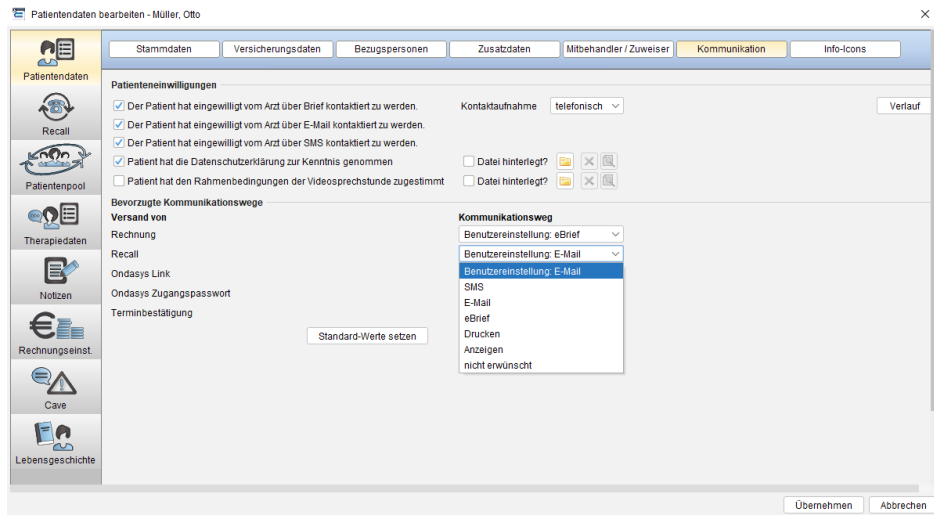 Patientendaten bearbeiten - Müller, Otto
Stammdaten Versicherungsdaten Bezugspersonen Zusatzdaten Mitbehandler / Zuweiser Kommunikation Info-Icons
Patientendaten
Recall
Patientenpool
Therapiedaten
Notizen
Rechnungseinst.
Cave
Lebensgeschichte
Patienteneinwilligungen
Der Patient hat eingewilligt vom Arzt über Brief kontaktiert zu werden. Kontaktaufnahme telefonisch Verlauf
Der Patient hat eingewilligt vom Arzt über E-Mail kontaktiert zu werden.
Der Patient hat eingewilligt vom Arzt über SMS kontaktiert zu werden.
Patient hat die Datenschutzerklärung zur Kenntnis genommen Datei hinterlegt?
Patient hat den Rahmenbedingungen der Videosprechstunde zugestimmt Datei hinterlegt?
Bevorzugte Kommunikationswege
Versand von Kommunikationsweg
Rechnung Benutzereinstellung: eBrief
Recall Benutzereinstellung: E-Mail
Ondasys Link
Ondasys Zugangspasswort
Terminbestätigung
Benutzereinstellung: E-Mail
SMS
E-Mail
eBrief
Drucken
Anzeigen
nicht erwünscht
Standard-Werte setzen
Übernehmen Abbrechen